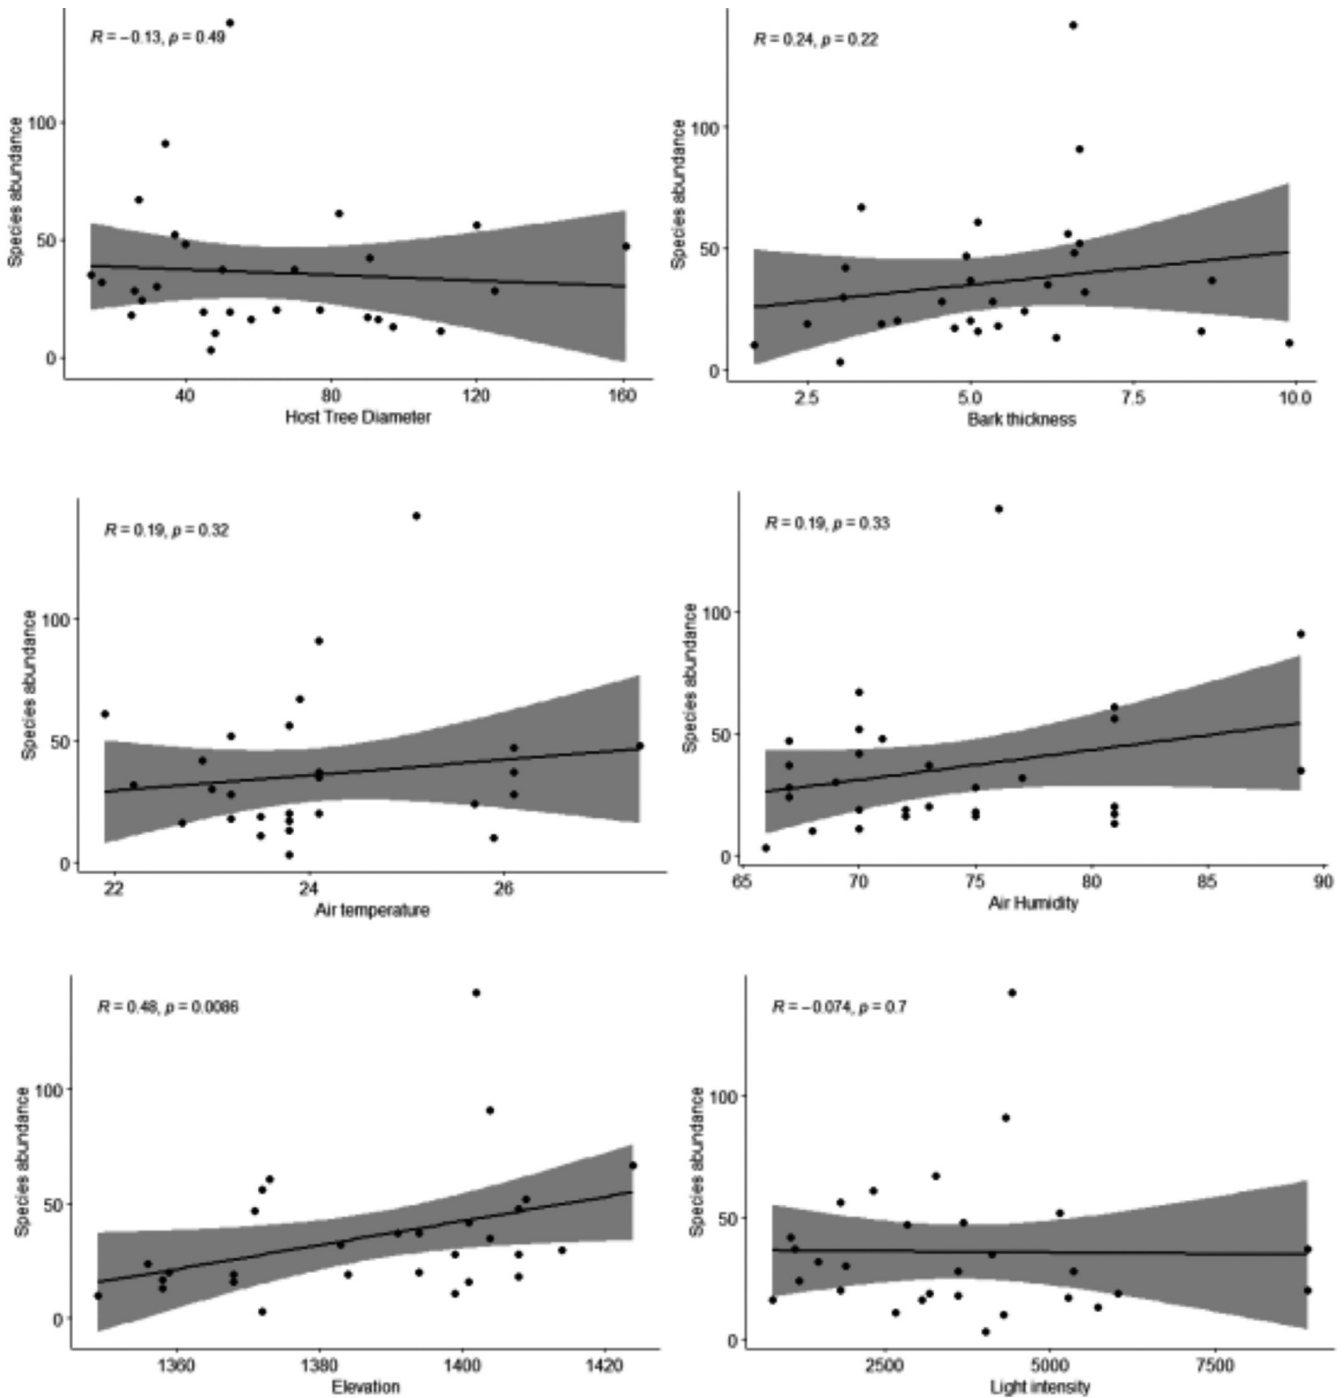 R = −0.13, p = 0.49
Species abundance
100
50
0
40 80 120 160
Host Tree Diameter
R = 0.24, p = 0.22
Species abundance
100
50
0
2.5 5.0 7.5 10.0
Bark thickness
R = 0.19, p = 0.32
Species abundance
100
50
0
22 24 26
Air temperature
R = 0.19, p = 0.33
Species abundance
100
50
0
65 70 75 80 85 90
Air Humidity
R = 0.48, p = 0.0086
Species abundance
100
50
0
1360 1380 1400 1420
Elevation
R = −0.074, p = 0.7
Species abundance
100
50
0
2500 5000 7500
Light intensity